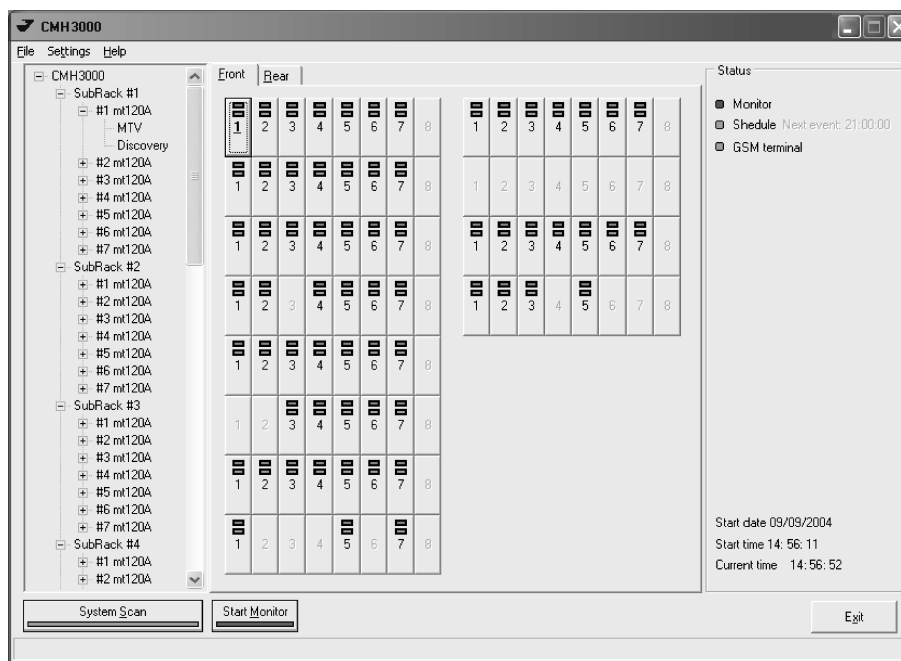 CMH3000
File Settings Help
CMH3000
SubRack #1
#1 mt120A
MTV
Discovery
#2 mt120A
#3 mt120A
#4 mt120A
#5 mt120A
#6 mt120A
#7 mt120A
SubRack #2
#1 mt120A
#2 mt120A
#3 mt120A
#4 mt120A
#5 mt120A
#6 mt120A
#7 mt120A
SubRack #3
#1 mt120A
#2 mt120A
#3 mt120A
#4 mt120A
#5 mt120A
#6 mt120A
#7 mt120A
SubRack #4
#1 mt120A
#2 mt120A
Front Rear
1 2 3 4 5 6 7 8
1 2 3 4 5 6 7 8
1 2 3 4 5 6 7 8
1 2 3 4 5 6 7 8
1 2 3 4 5 6 7 8
1 2 3 4 5 6 7 8
1 2 3 4 5 6 7 8
1 2 3 4 5 6 7 8
1 2 3 4 5 6 7 8
1 2 3 4 5 6 7 8
1 2 3 4 5 6 7 8
1 2 3 4 5 6 7 8
Status
Monitor
Shedule Next event: 21:00:00
GSM terminal
Start date 09/09/2004
Start time 14: 56: 11
Current time 14: 56: 52
System Scan
Start Monitor
Exit